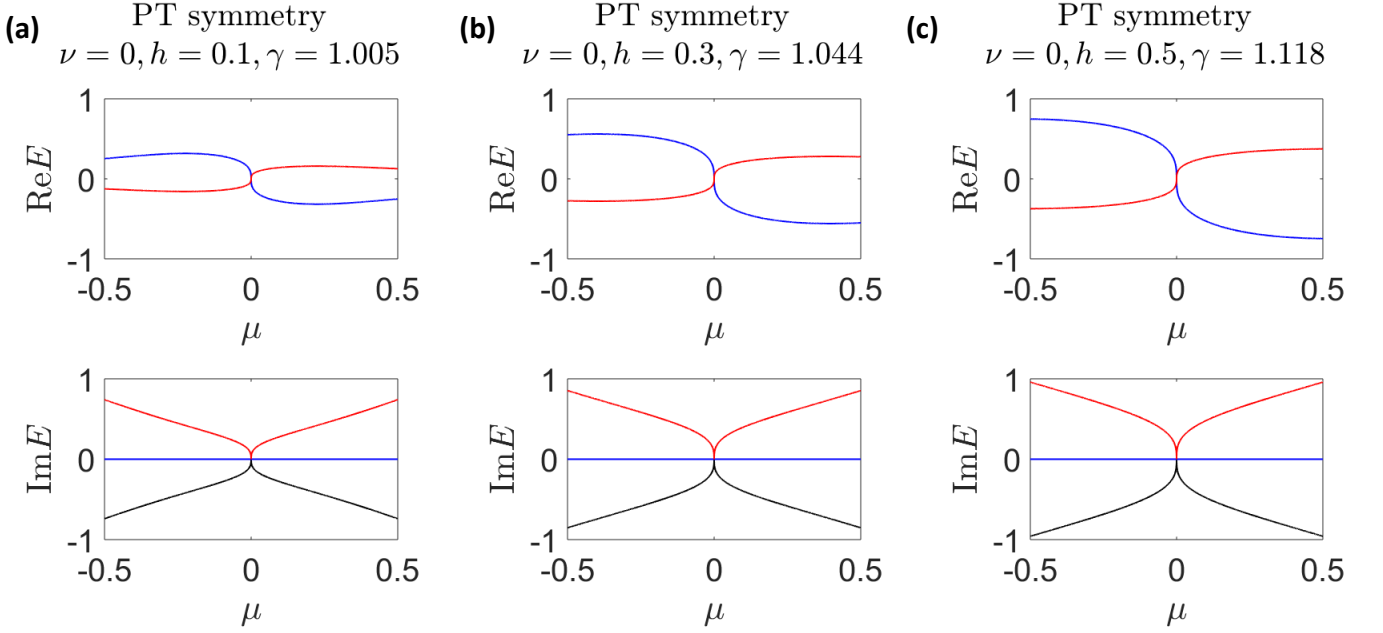 (a) PT symmetry
ν = 0, h = 0.1, γ = 1.005
1
0
-1
ReE
-0.5 0 0.5
μ
1
0
-1
ImE
-0.5 0 0.5
μ
(b) PT symmetry
ν = 0, h = 0.3, γ = 1.044
1
0
-1
ReE
-0.5 0 0.5
μ
1
0
-1
ImE
-0.5 0 0.5
μ
(c) PT symmetry
ν = 0, h = 0.5, γ = 1.118
1
0
-1
ReE
-0.5 0 0.5
μ
1
0
-1
ImE
-0.5 0 0.5
μ